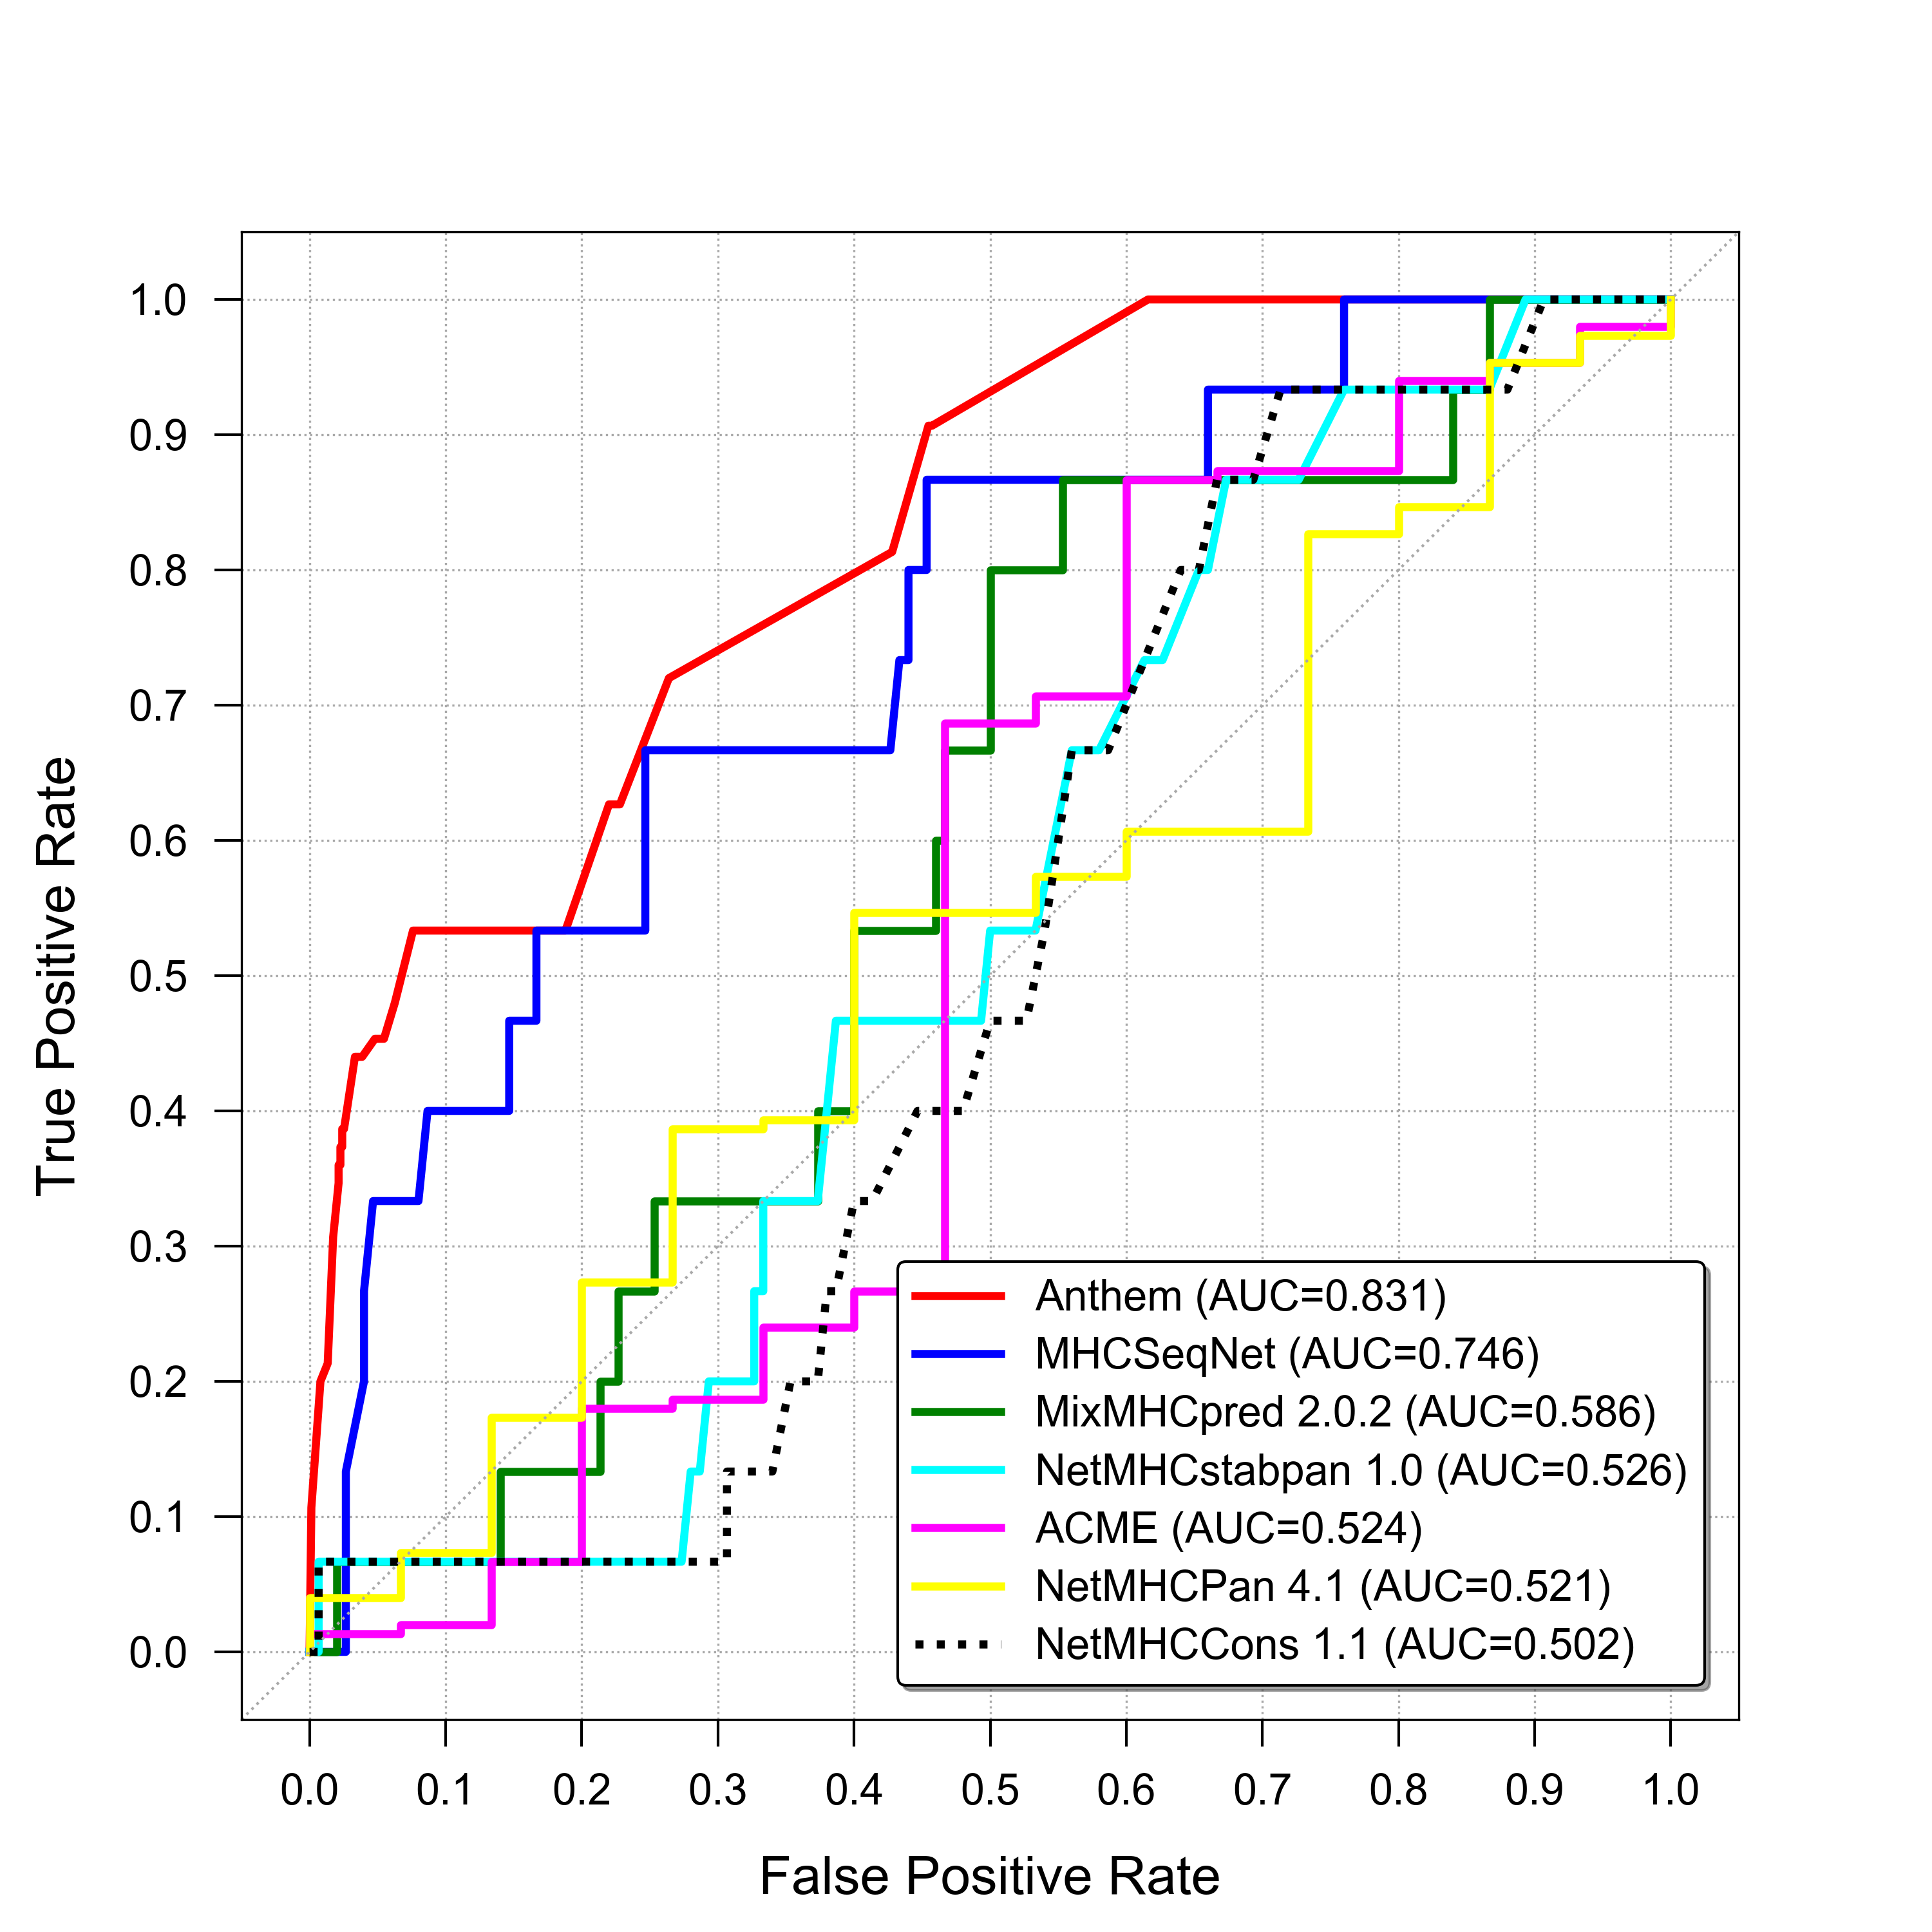 1.0
0.9
0.8
0.7
0.6
0.5
0.4
0.3
0.2
0.1
0.0
True Positive Rate
Anthem (AUC=0.831)
MHCSeqNet (AUC=0.746)
MixMHCpred 2.0.2 (AUC=0.586)
NetMHCstabpan 1.0 (AUC=0.526)
ACME (AUC=0.524)
NetMHCPan 4.1 (AUC=0.521)
NetMHCCons 1.1 (AUC=0.502)
0.0 0.1 0.2 0.3 0.4 0.5 0.6 0.7 0.8 0.9 1.0
False Positive Rate